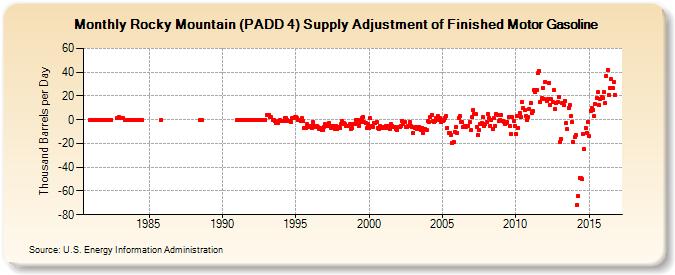 Monthly Rocky Mountain (PADD 4) Supply Adjustment of Finished Motor Gasoline
Thousand Barrels per Day
60
40
20
0
-20
-40
-60
-80
1985 1990 1995 2000 2005 2010 2015
Source: U.S. Energy Information Administration